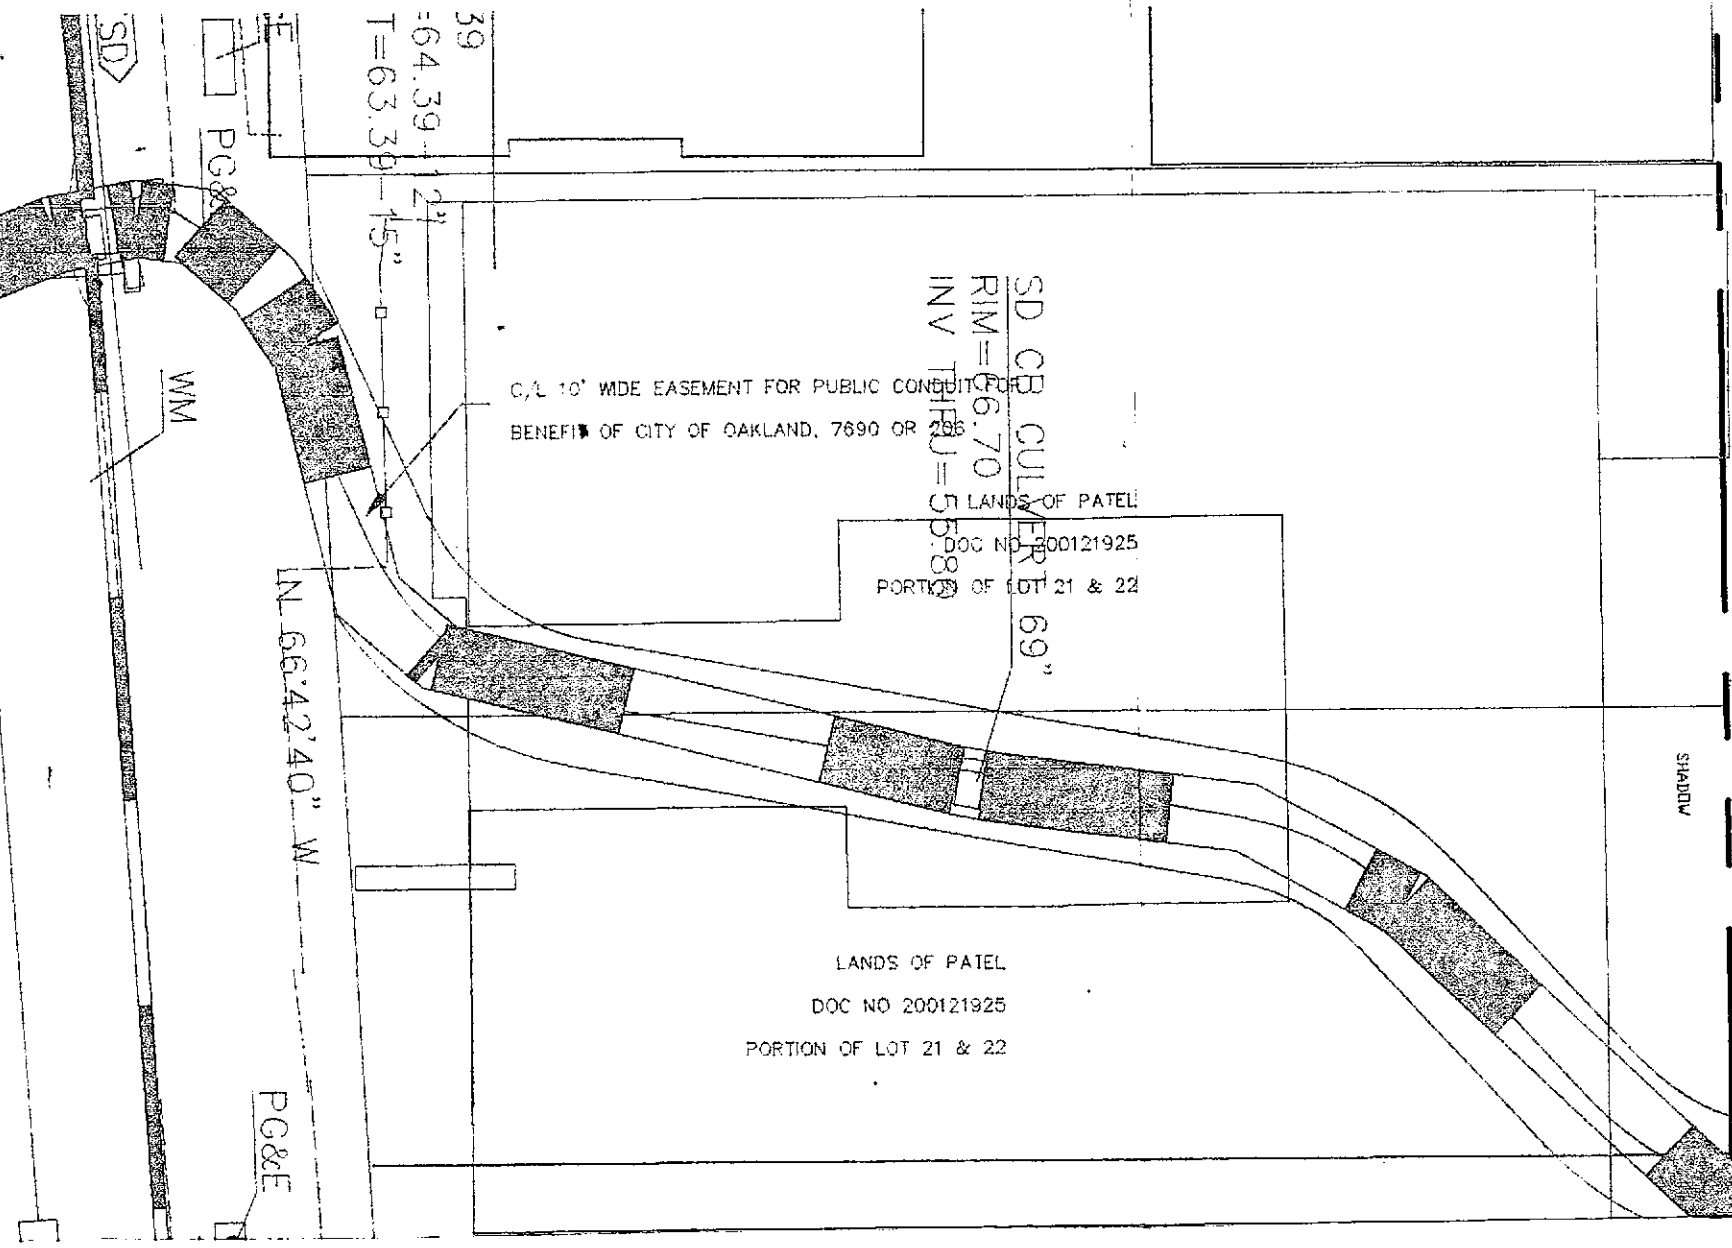 SD
PG&E
39
=64.39-12"
T=63.39-15"
SD CB CULVERT 69"
RIM=66.70
INV THRU=55.80
WM
C/L 10' WIDE EASEMENT FOR PUBLIC CONDUIT FOR
BENEFIT OF CITY OF OAKLAND, 7690 OR 206
LANDS OF PATEL
DOC NO 200121925
PORTION OF LOT 21 & 22
N 66°42'40" W
SHADOW
LANDS OF PATEL
DOC NO 200121925
PORTION OF LOT 21 & 22
PG&E